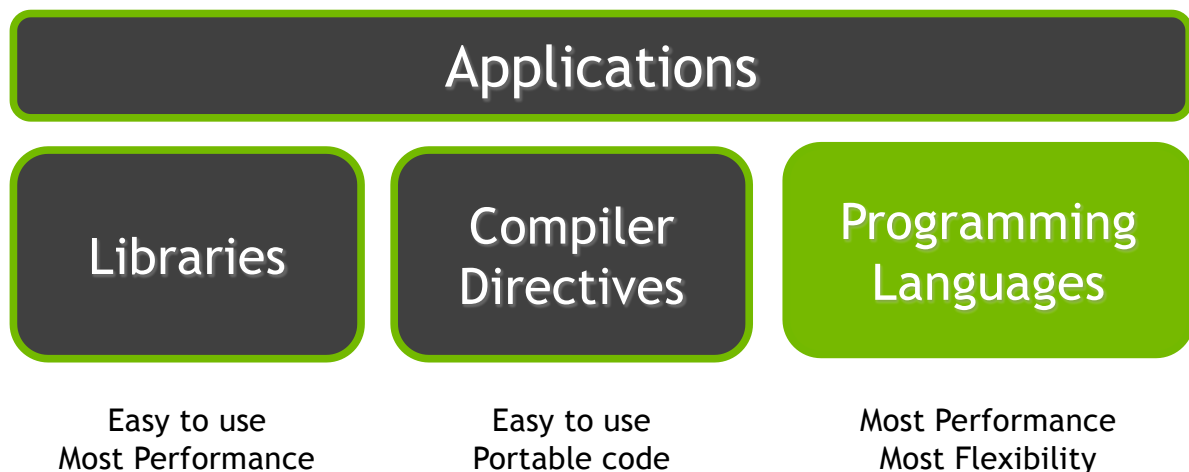 Applications
Libraries
Compiler
Directives
Programming
Languages
Easy to use
Most Performance
Easy to use
Portable code
Most Performance
Most Flexibility